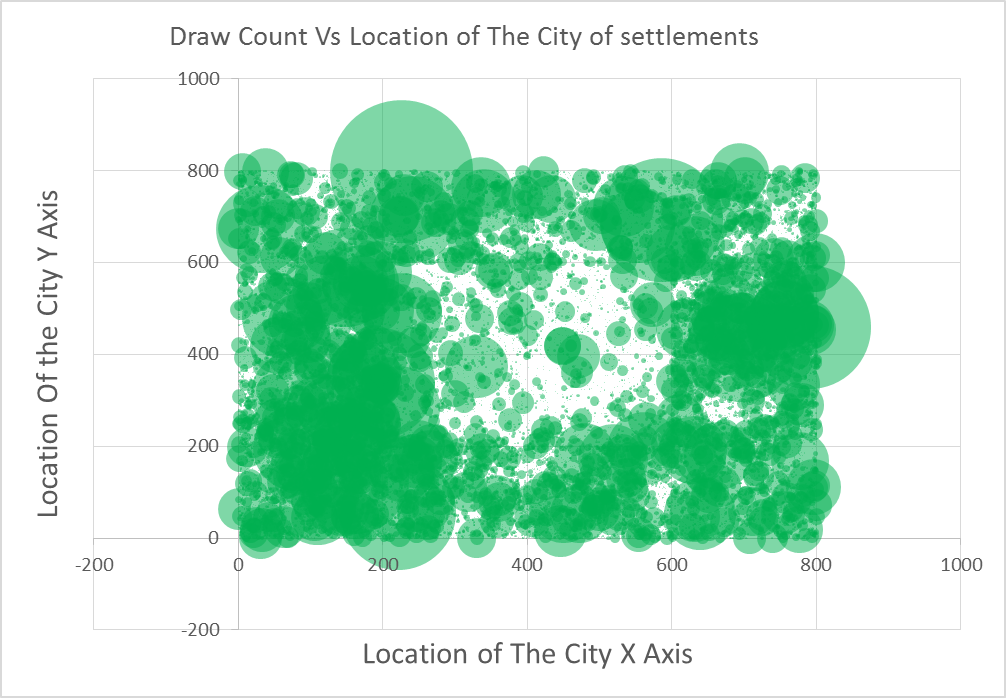 Draw Count Vs Location of The City of settlements
1000
800
600
400
200
0
-200
-200 0 200 400 600 800 1000
Location Of the City Y Axis
Location of The City X Axis